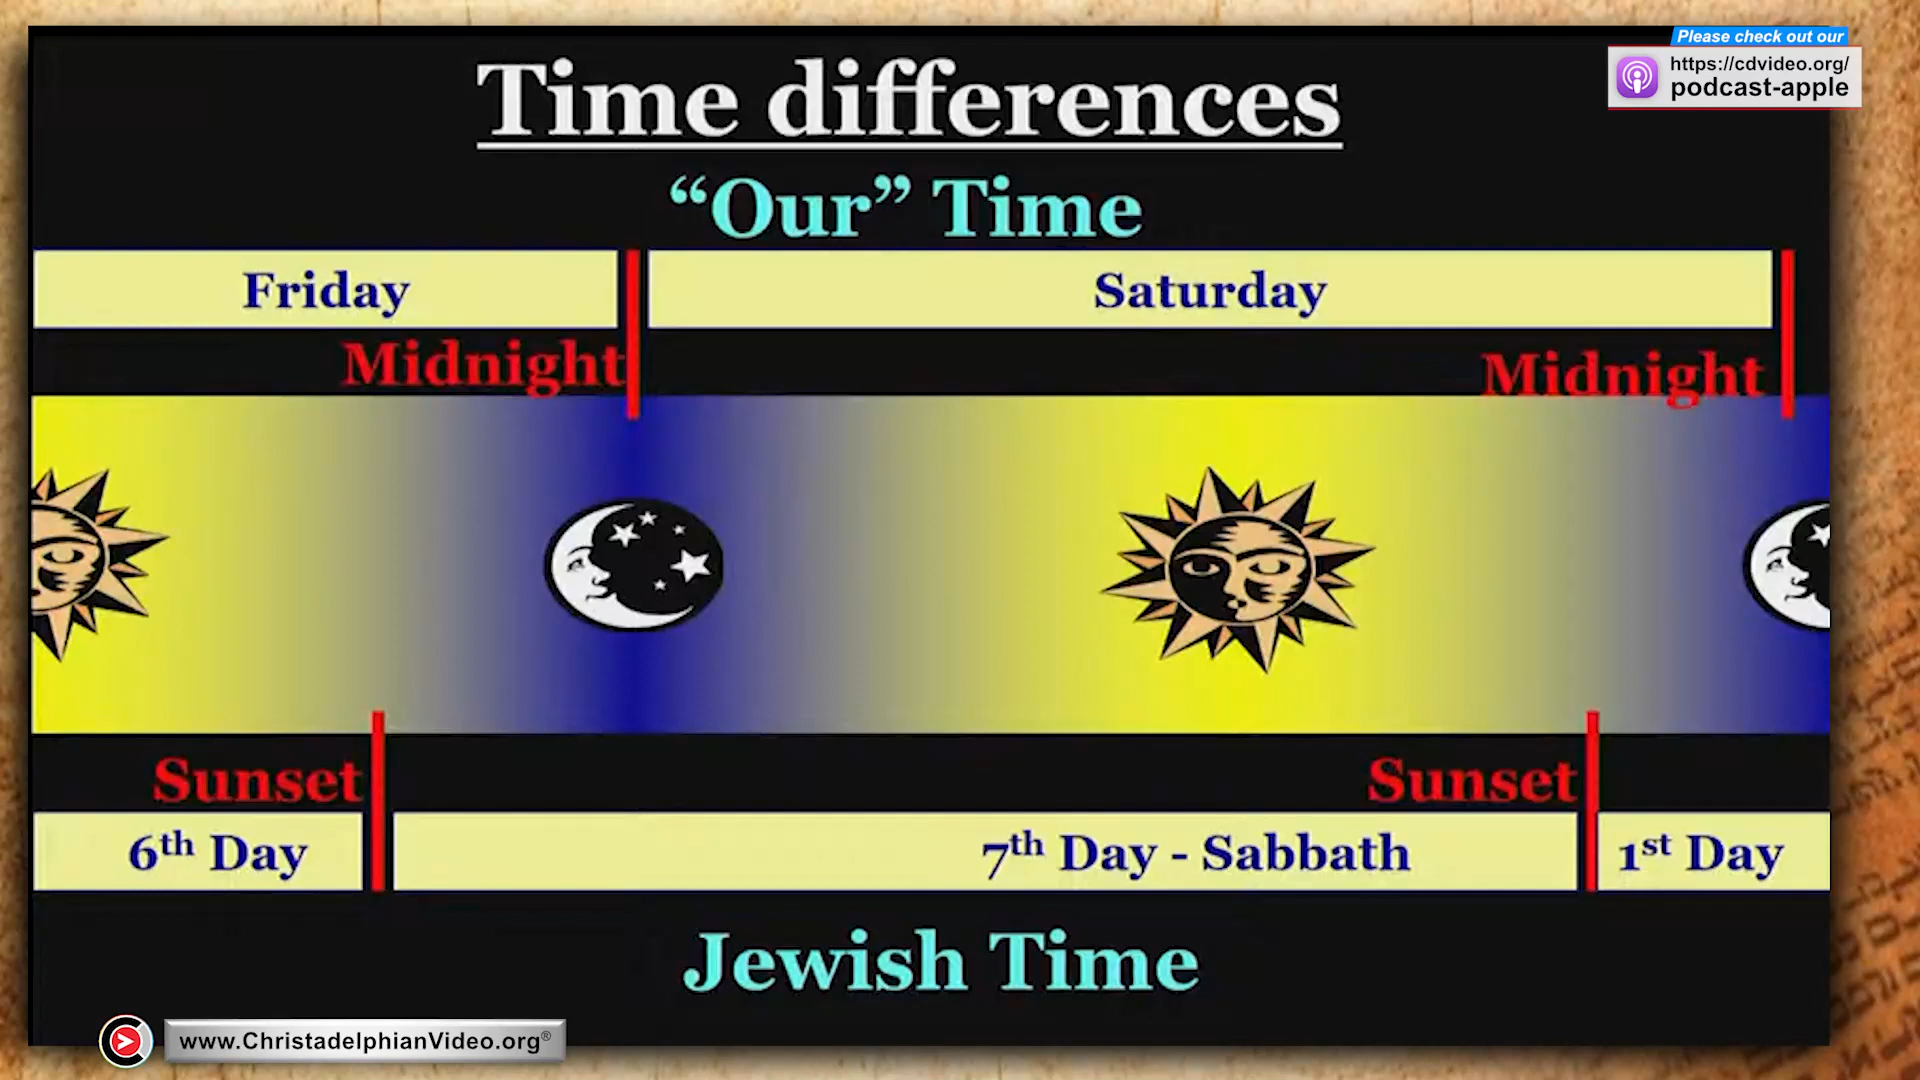 Please check out our
https://cdvideo.org/
podcast-apple
Time differences
“Our” Time
Friday
Saturday
Midnight
Midnight
Sunset
Sunset
6th Day
7th Day - Sabbath
1st Day
Jewish Time
www.ChristadelphianVideo.org®